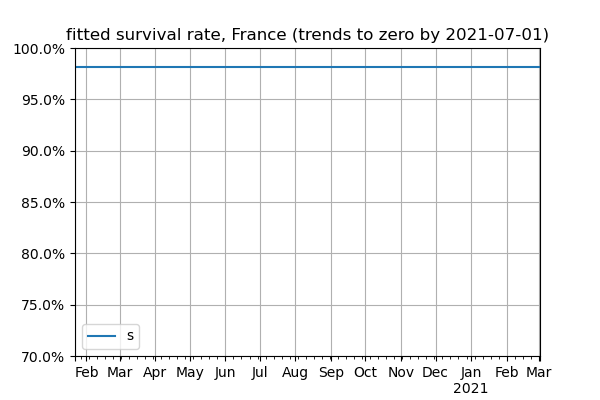 fitted survival rate, France (trends to zero by 2021-07-01)
100.0%
95.0%
90.0%
85.0%
80.0%
75.0%
70.0%
s
Feb Mar Apr May Jun Jul Aug Sep Oct Nov Dec Jan Feb Mar
2021